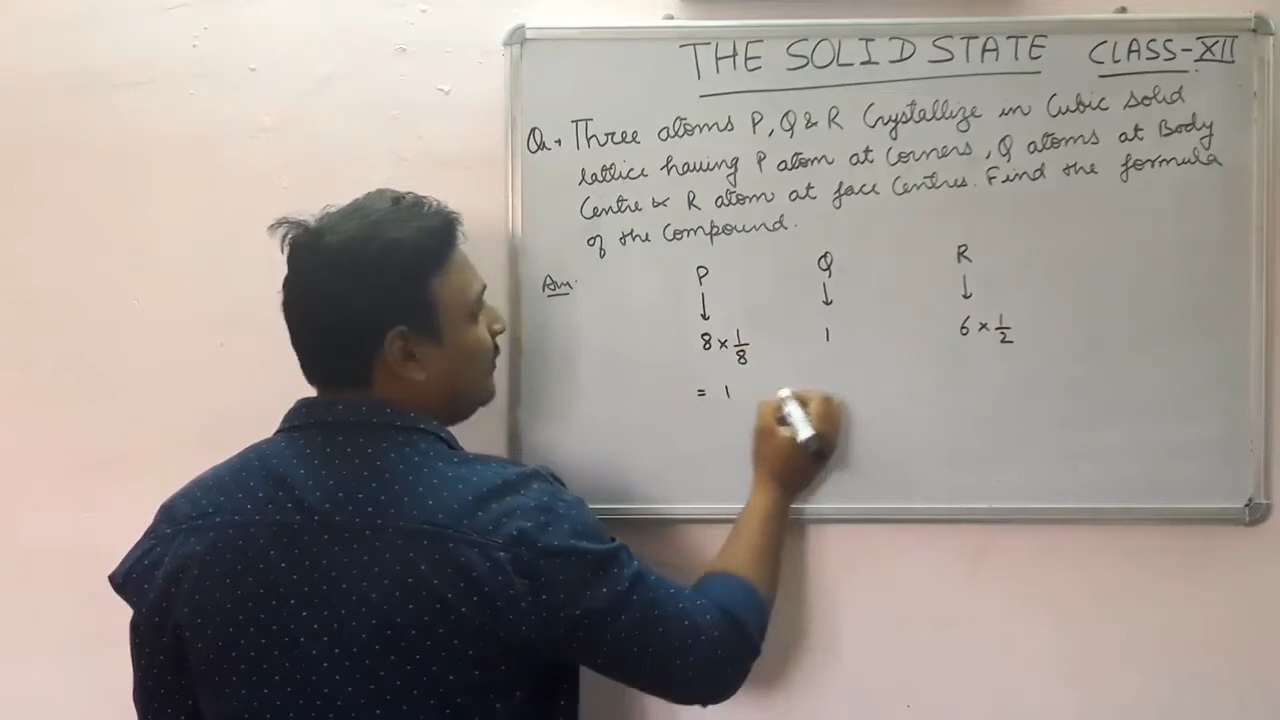 THE SOLID STATE CLASS-XII
Qn → Three atoms P, Q & R Crystallize in Cubic solid
lattice having P atom at Corners, Q atoms at Body
Centre & R atom at face Centres. Find the formula
of the Compound.
Ans.
P Q R
↓ ↓ ↓
8 × 1/8 1 6 × 1/2
= 1